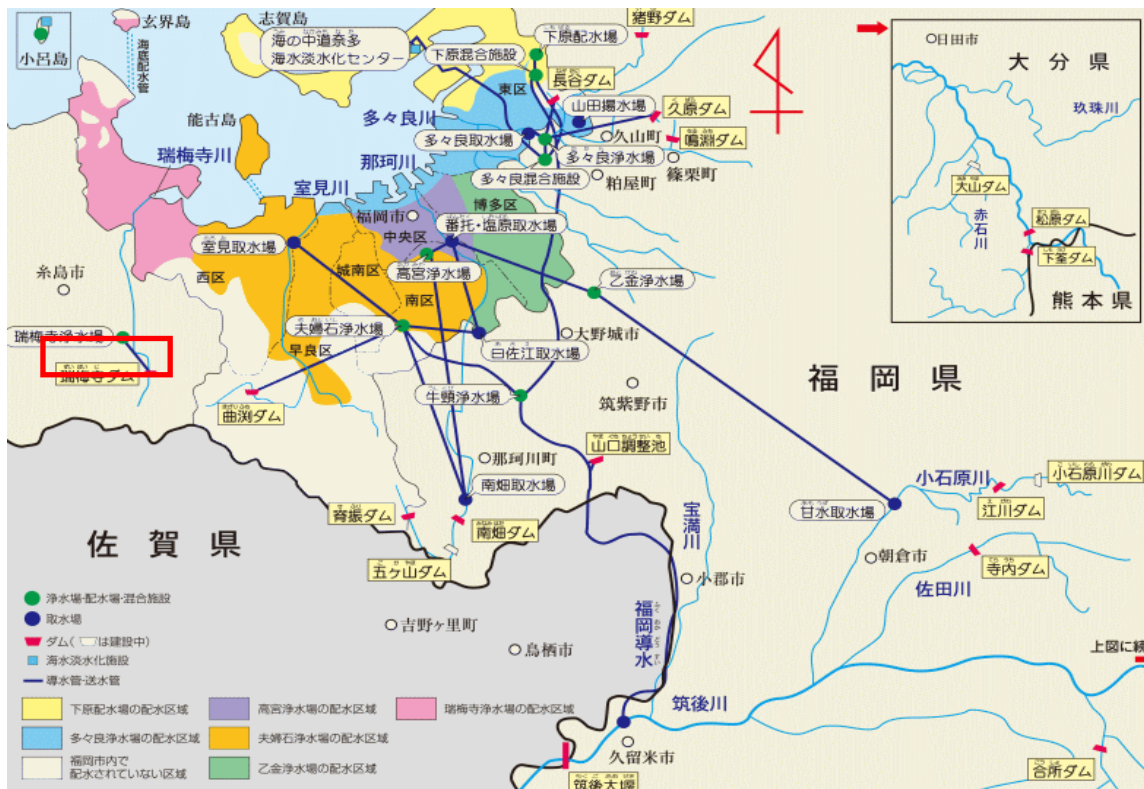 玄界島
志賀島
小呂島
海底配水管
海の中道奈多
海水淡水化センター
下原混合施設
下原配水場
猪野ダム
長谷ダム
東区
山田揚水場
久原ダム
多々良川
多々良取水場
久山町
鳴淵ダム
多々良浄水場
篠栗町
多々良混合施設
粕屋町
能古島
瑞梅寺川
那珂川
室見川
福岡市
中央区
博多区
番托・塩原取水場
室見取水場
城南区
高宮浄水場
乙金浄水場
西区
南区
糸島市
夫婦石浄水場
大野城市
瑞梅寺浄水場
早良区
曰佐江取水場
瑞梅寺ダム
曲渕ダム
牛頸浄水場
筑紫野市
福岡県
山口調整池
那珂川町
南畑取水場
小石原川
小石原川ダム
江川ダム
甘水取水場
脊振ダム
南畑ダム
宝満川
佐賀県
五ヶ山ダム
朝倉市
寺内ダム
小郡市
佐田川
福岡導水
吉野ヶ里町
鳥栖市
上図に続
筑後川
久留米市
筑後大堰
合所ダム
日田市
大分県
玖珠川
大山ダム
赤石川
松原ダム
下筌ダム
熊本県
浄水場・配水場・混合施設
取水場
ダム( は建設中)
海水淡水化施設
導水管・送水管
下原配水場の配水区域
高宮浄水場の配水区域
瑞梅寺浄水場の配水区域
多々良浄水場の配水区域
夫婦石浄水場の配水区域
福岡市内で
配水されていない区域
乙金浄水場の配水区域